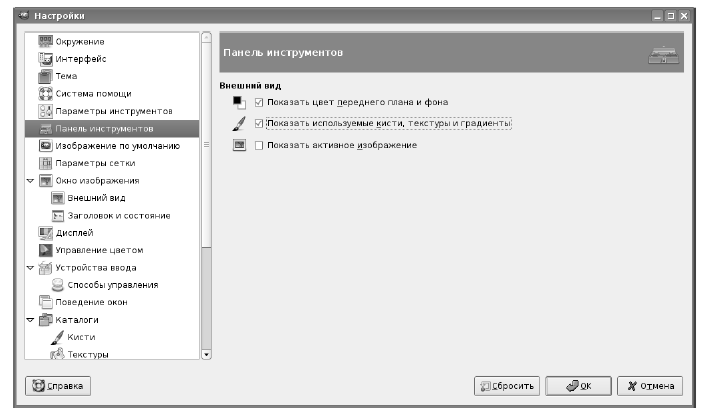 Настройки
Окружение
Интерфейс
Тема
Система помощи
Параметры инструментов
Панель инструментов
Изображение по умолчанию
Параметры сетки
Окно изображения
Внешний вид
Заголовок и состояние
Дисплей
Управление цветом
Устройства ввода
Способы управления
Поведение окон
Каталоги
Кисти
Текстуры
Панель инструментов
Внешний вид
Показать цвет переднего плана и фона
Показать используемые кисти, текстуры и градиенты
Показать активное изображение
Справка
Сбросить
OK
Отмена